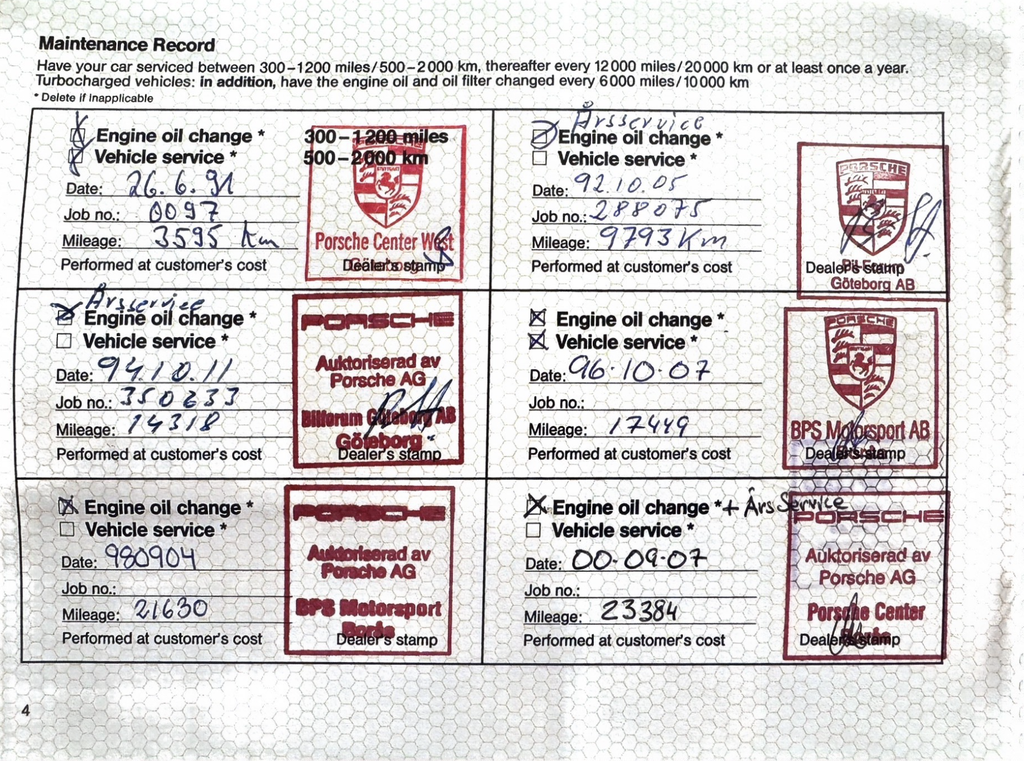 Maintenance Record
Have your car serviced between 300–1200 miles/500–2000 km, thereafter every 12000 miles/20000 km or at least once a year.
Turbocharged vehicles: in addition, have the engine oil and oil filter changed every 6000 miles/10000 km
* Delete if inapplicable
Engine oil change * 300–1200 miles
Vehicle service * 500–2000 km
Date: 26.6.91
Job no.: 0097
Mileage: 3595 km
Performed at customer's cost
Porsche Center Väst
Göteborg
Dealer's stamp
Årsservice
Engine oil change *
Vehicle service *
Date: 92.10.05
Job no.: 288075
Mileage: 9793 Km
Performed at customer's cost
PORSCHE
Dealer's stamp
Göteborg AB
Årsservice
Engine oil change *
Vehicle service *
Date: 94.10.11
Job no.: 350233
Mileage: 14318
Performed at customer's cost
PORSCHE
Auktoriserad av
Porsche AG
Bilforum Göteborg AB
Göteborg
Dealer's stamp
Engine oil change *
Vehicle service *
Date: 96.10.07
Job no.:
Mileage: 17449
Performed at customer's cost
PORSCHE
BPS Motorsport AB
Dealer's stamp
Engine oil change *
Vehicle service *
Date: 980904
Job no.:
Mileage: 21630
Performed at customer's cost
PORSCHE
Auktoriserad av
Porsche AG
BPS Motorsport
Borås
Dealer's stamp
Engine oil change * + Års Service
Vehicle service *
Date: 00-09-07
Job no.:
Mileage: 23384
Performed at customer's cost
PORSCHE
Auktoriserad av
Porsche AG
Porsche Center
Borås
Dealer's stamp
4